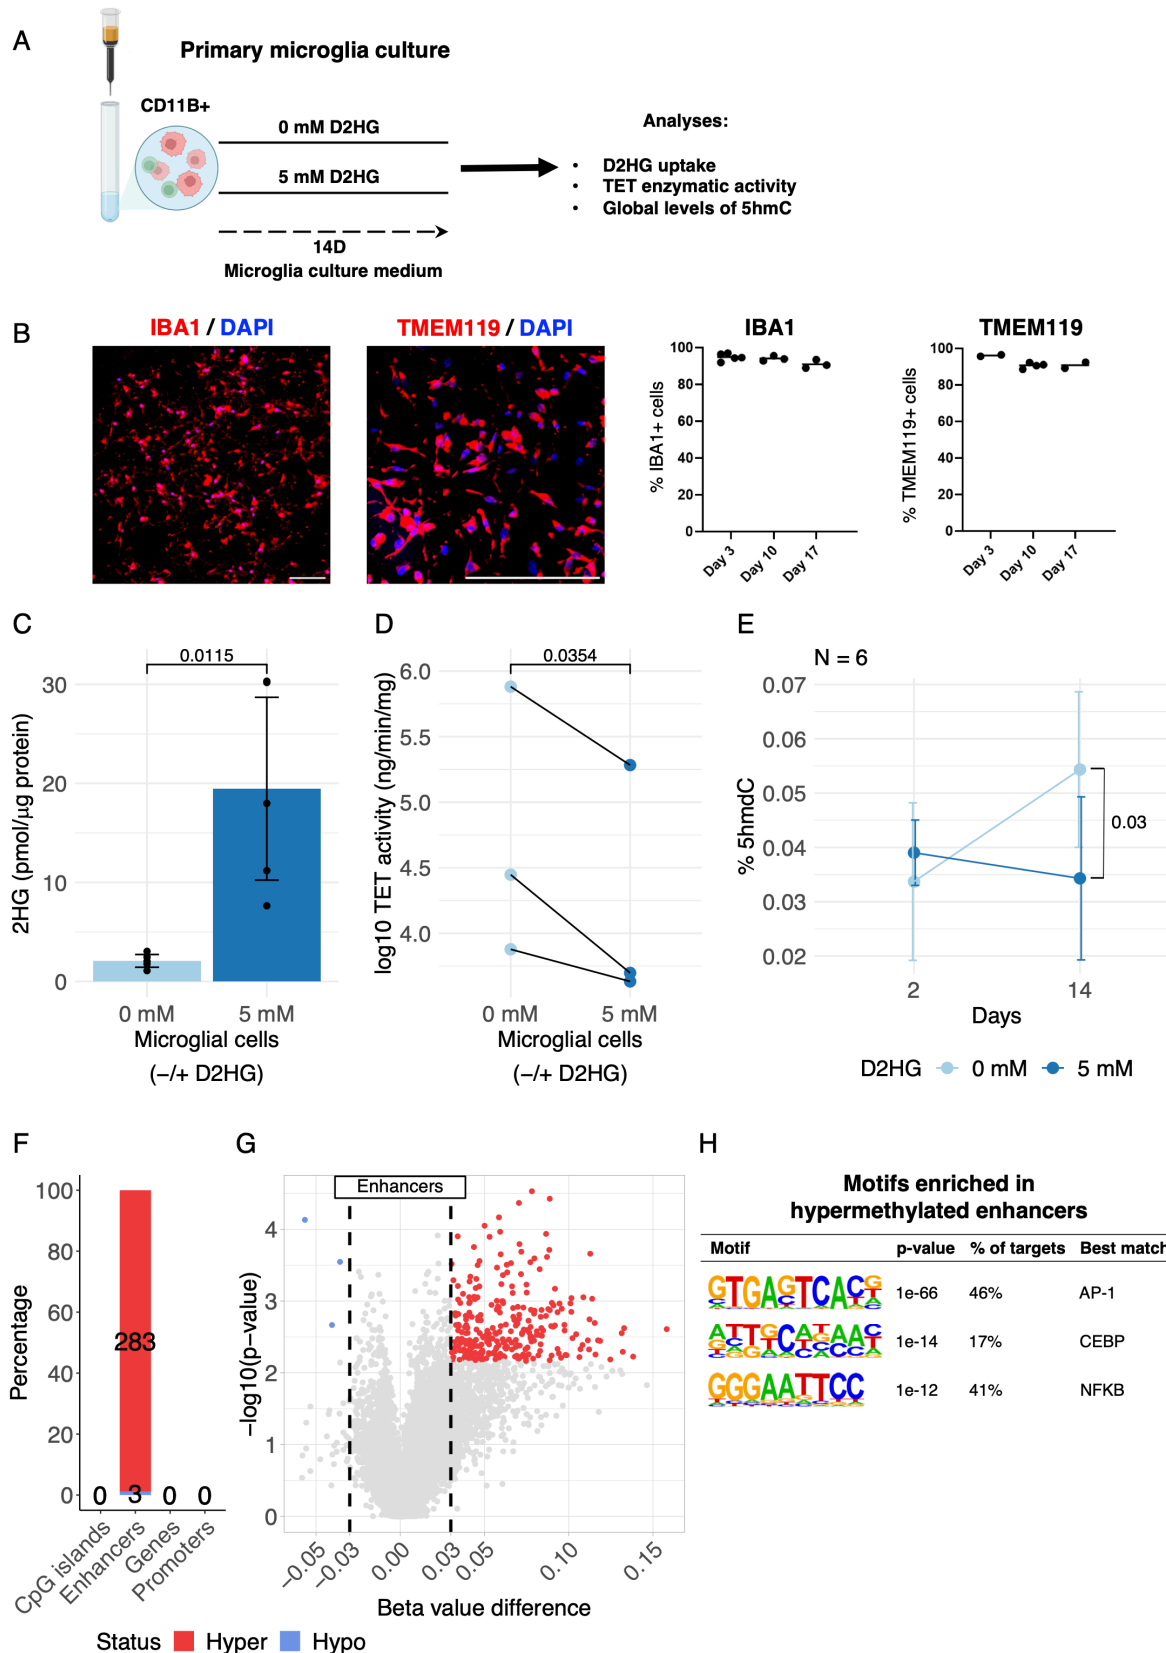 A
Primary microglia culture
CD11B+
0 mM D2HG
5 mM D2HG
14D
Microglia culture medium
Analyses:
• D2HG uptake
• TET enzymatic activity
• Global levels of 5hmC
B
IBA1 / DAPI
TMEM119 / DAPI
IBA1
% IBA1+ cells
100
80
60
40
20
0
Day 3
Day 10
Day 17
TMEM119
% TMEM119+ cells
100
80
60
40
20
0
Day 3
Day 10
Day 17
C
0.0115
2HG (pmol/μg protein)
30
20
10
0
0 mM
5 mM
Microglial cells
(−/+ D2HG)
D
0.0354
log10 TET activity (ng/min/mg)
6.0
5.5
5.0
4.5
4.0
0 mM
5 mM
Microglial cells
(−/+ D2HG)
E
N = 6
% 5hmdC
0.07
0.06
0.05
0.04
0.03
0.02
0.03
2
14
Days
D2HG
0 mM
5 mM
F
Percentage
100
80
60
40
20
0
283
0
3
0
0
CpG islands
Enhancers
Genes
Promoters
Status
Hyper
Hypo
G
Enhancers
−log10(p−value)
4
3
2
1
0
−0.05
−0.03
0.00
0.03
0.05
0.10
0.15
Beta value difference
H
Motifs enriched in
hypermethylated enhancers
Motif p-value % of targets Best match
GTGAGTCACG 1e-66 46% AP-1
ATTGCATGAAC 1e-14 17% CEBP
GGGAATTCC 1e-12 41% NFKB